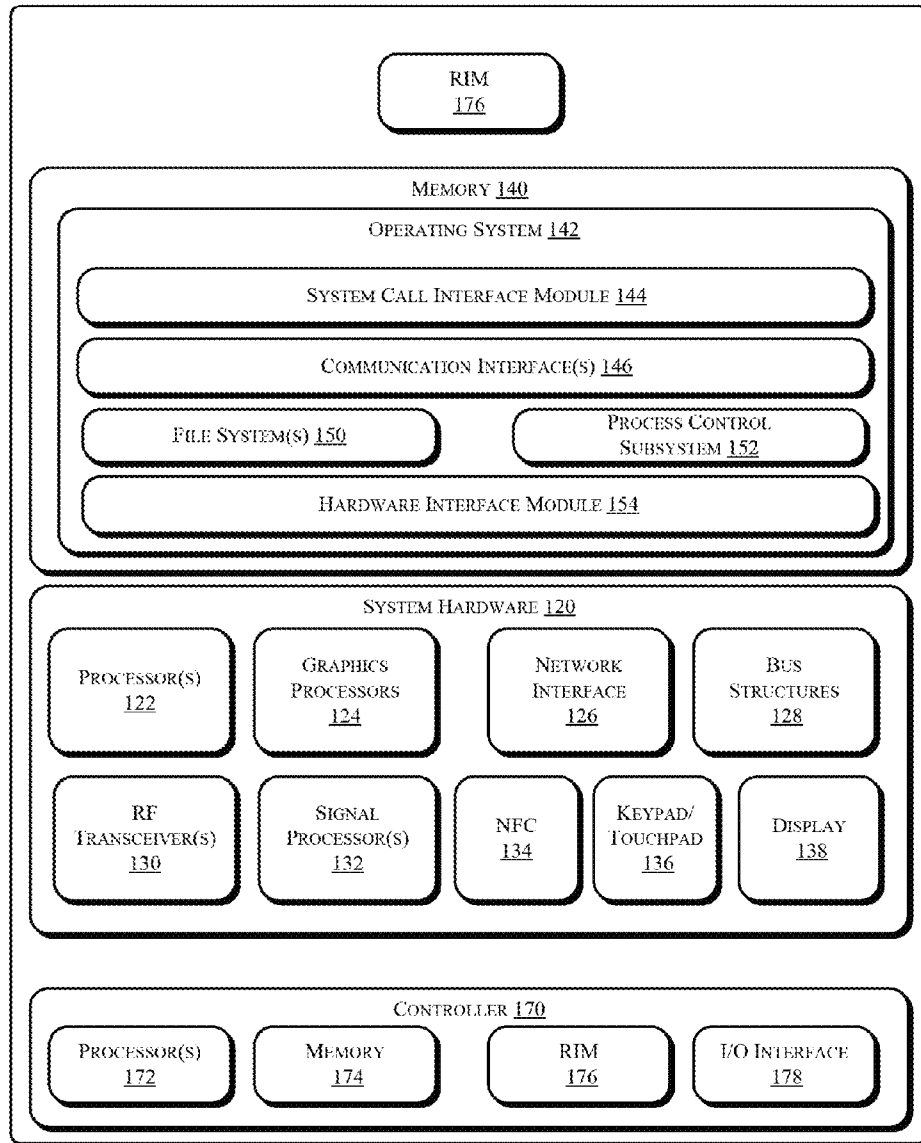 RIM
176
MEMORY 140
OPERATING SYSTEM 142
SYSTEM CALL INTERFACE MODULE 144
COMMUNICATION INTERFACE(S) 146
FILE SYSTEM(S) 150
PROCESS CONTROL
SUBSYSTEM 152
HARDWARE INTERFACE MODULE 154
SYSTEM HARDWARE 120
PROCESSOR(S)
122
GRAPHICS
PROCESSORS
124
NETWORK
INTERFACE
126
BUS
STRUCTURES
128
RF
TRANSCEIVER(S)
130
SIGNAL
PROCESSOR(S)
132
NFC
134
KEYPAD/
TOUCHPAD
136
DISPLAY
138
CONTROLLER 170
PROCESSOR(S)
172
MEMORY
174
RIM
176
I/O INTERFACE
178